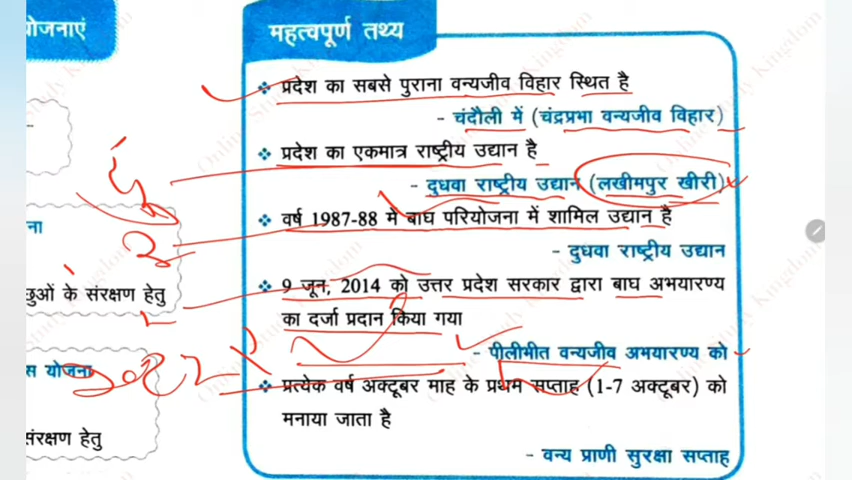 योजनाएं
ना
छुओं के संरक्षण हेतु
स योजना
संरक्षण हेतु
महत्वपूर्ण तथ्य
❖ प्रदेश का सबसे पुराना वन्यजीव विहार स्थित है
- चंदौली में (चंद्रप्रभा वन्यजीव विहार)
❖ प्रदेश का एकमात्र राष्ट्रीय उद्यान है
- दुधवा राष्ट्रीय उद्यान (लखीमपुर खीरी)
❖ वर्ष 1987-88 में बाघ परियोजना में शामिल उद्यान है
- दुधवा राष्ट्रीय उद्यान
❖ 9 जून, 2014 को उत्तर प्रदेश सरकार द्वारा बाघ अभयारण्य
का दर्जा प्रदान किया गया
- पीलीभीत वन्यजीव अभयारण्य को
❖ प्रत्येक वर्ष अक्टूबर माह के प्रथम सप्ताह (1-7 अक्टूबर) को
मनाया जाता है
- वन्य प्राणी सुरक्षा सप्ताह